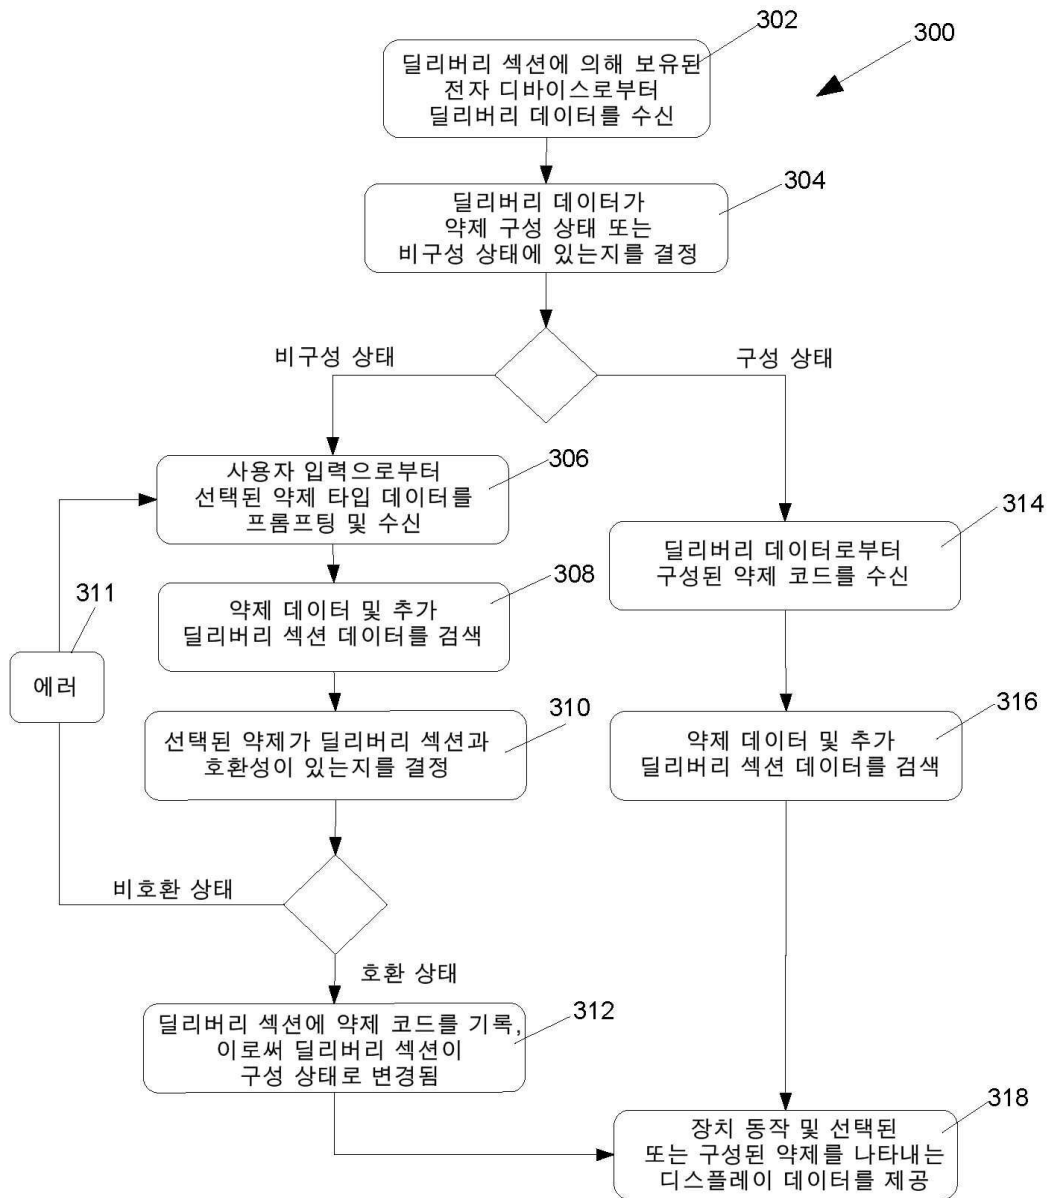 302
300
딜리버리 섹션에 의해 보유된
전자 디바이스로부터
딜리버리 데이터를 수신
304
딜리버리 데이터가
약제 구성 상태 또는
비구성 상태에 있는지를 결정
비구성 상태
구성 상태
306
사용자 입력으로부터
선택된 약제 타입 데이터를
프롬프팅 및 수신
314
딜리버리 데이터로부터
구성된 약제 코드를 수신
308
약제 데이터 및 추가
딜리버리 섹션 데이터를 검색
311
에러
310
선택된 약제가 딜리버리 섹션과
호환성이 있는지를 결정
316
약제 데이터 및 추가
딜리버리 섹션 데이터를 검색
비호환 상태
호환 상태
312
딜리버리 섹션에 약제 코드를 기록,
이로써 딜리버리 섹션이
구성 상태로 변경됨
318
장치 동작 및 선택된
또는 구성된 약제를 나타내는
디스플레이 데이터를 제공